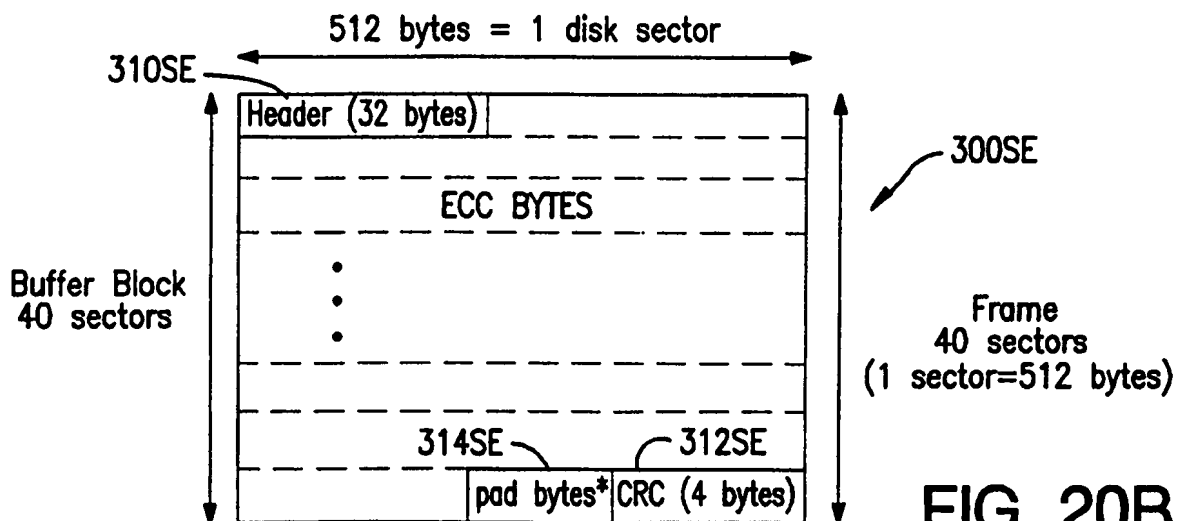 512 bytes = 1 disk sector
310SE
Header (32 bytes)
300SE
ECC BYTES
Buffer Block
40 sectors
Frame
40 sectors
(1 sector=512 bytes)
314SE
312SE
pad bytes*
CRC (4 bytes)
FIG. 20B